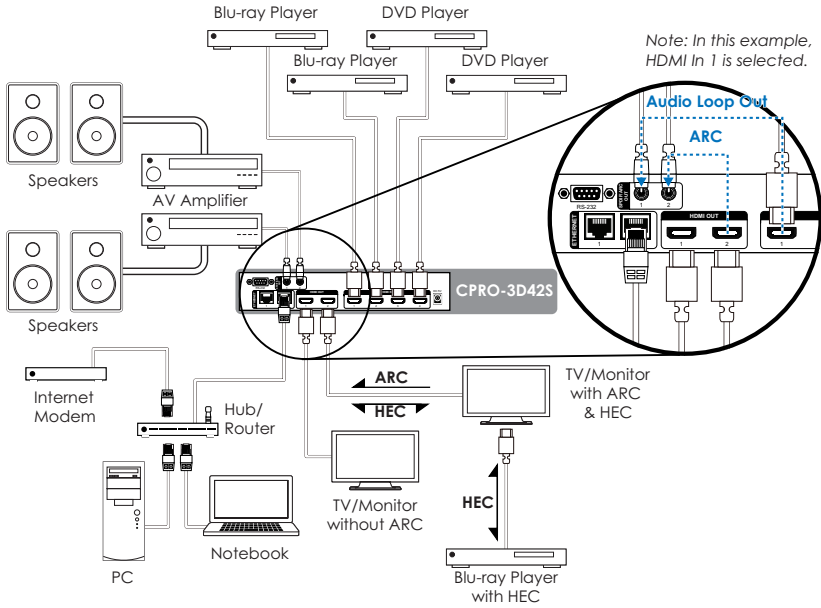 Blu-ray Player
DVD Player
Blu-ray Player
DVD Player
Note: In this example,
HDMI In 1 is selected.
Speakers
AV Amplifier
Speakers
Audio Loop Out
ARC
RS-232
OUT
1
2
ETHERNET
1
HDMI OUT
1
2
1
CPRO-3D42S
Internet
Modem
Hub/
Router
ARC
HEC
TV/Monitor
with ARC
& HEC
TV/Monitor
without ARC
HEC
PC
Notebook
Blu-ray Player
with HEC